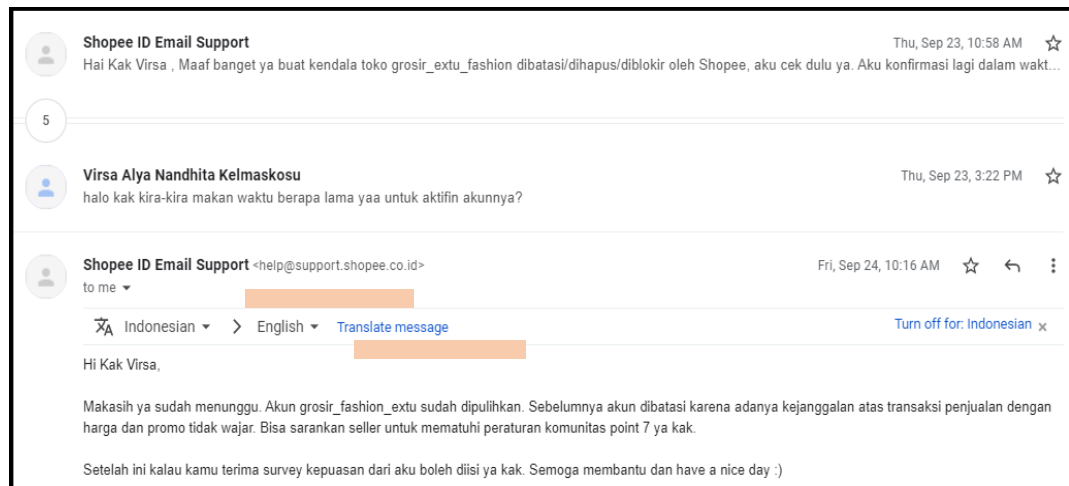 Shopee ID Email Support
Thu, Sep 23, 10:58 AM
Hai Kak Virsa , Maaf banget ya buat kendala toko grosir_extu_fashion dibatasi/dihapus/diblokir oleh Shopee, aku cek dulu ya. Aku konfirmasi lagi dalam wakt...
5
Virsa Alya Nandhita Kelmaskosu
Thu, Sep 23, 3:22 PM
halo kak kira-kira makan waktu berapa lama yaa untuk aktifin akunnya?
Shopee ID Email Support <help@support.shopee.co.id>
Fri, Sep 24, 10:16 AM
to me
Indonesian > English Translate message
Turn off for: Indonesian x
Hi Kak Virsa,
Makasih ya sudah menunggu. Akun grosir_fashion_extu sudah dipulihkan. Sebelumnya akun dibatasi karena adanya kejanggalan atas transaksi penjualan dengan
harga dan promo tidak wajar. Bisa sarankan seller untuk mematuhi peraturan komunitas point 7 ya kak.
Setelah ini kalau kamu terima survey kepuasan dari aku boleh diisi ya kak. Semoga membantu dan have a nice day :)